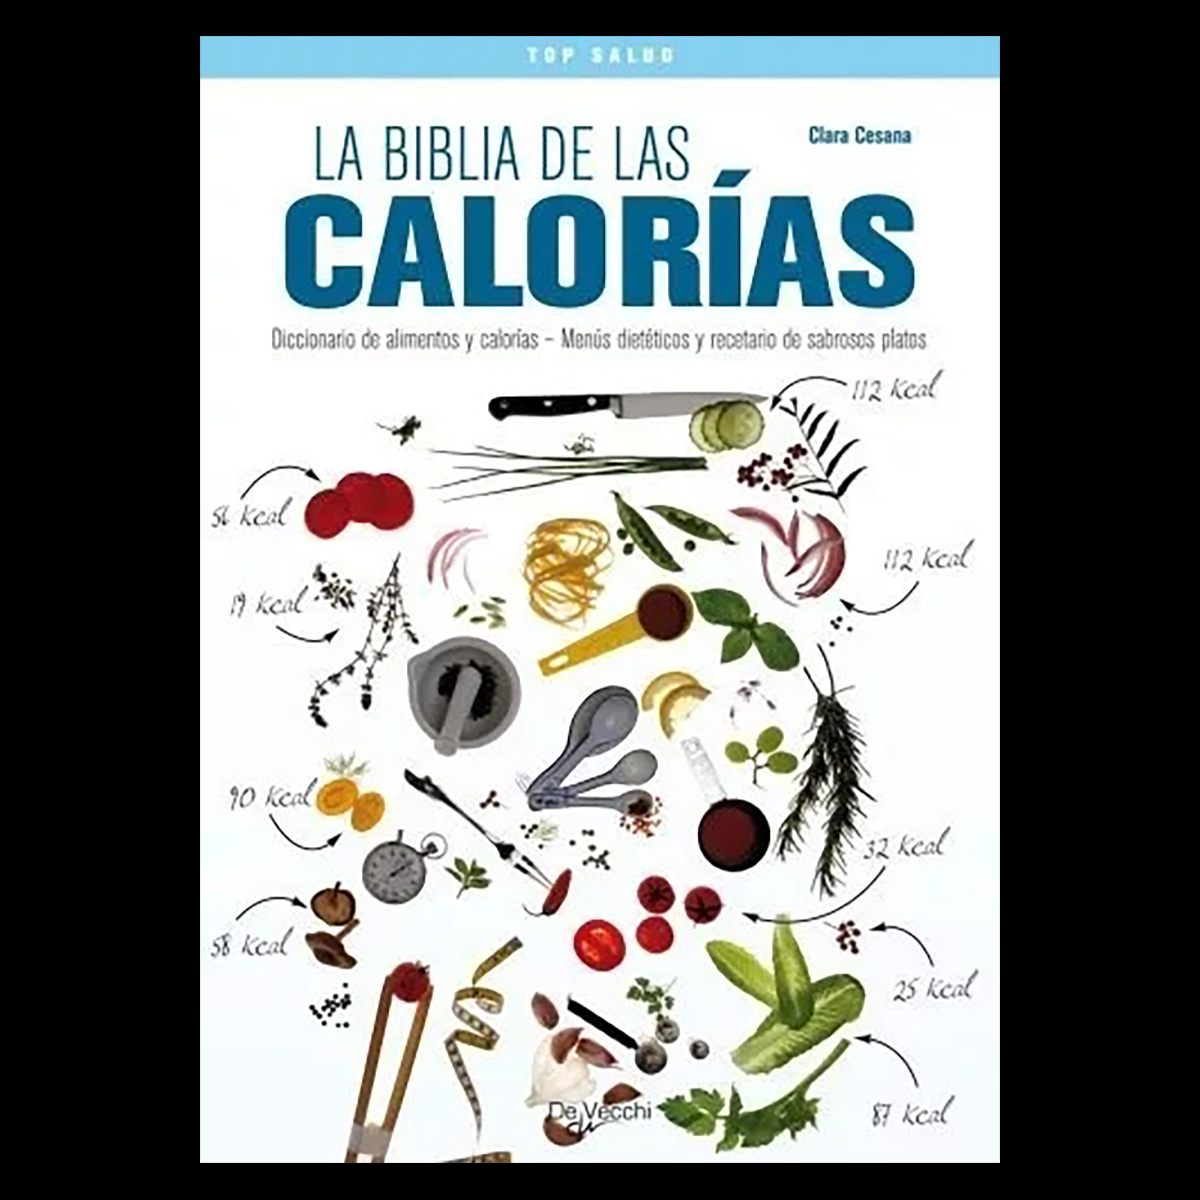 TOP SALUD
Clara Cesana
LA BIBLIA DE LAS
CALORÍAS
Diccionario de alimentos y calorías – Menús dietéticos y recetario de sabrosos platos
112 Kcal
56 Kcal
112 Kcal
19 Kcal
90 Kcal
32 Kcal
58 Kcal
25 Kcal
87 Kcal
De Vecchi